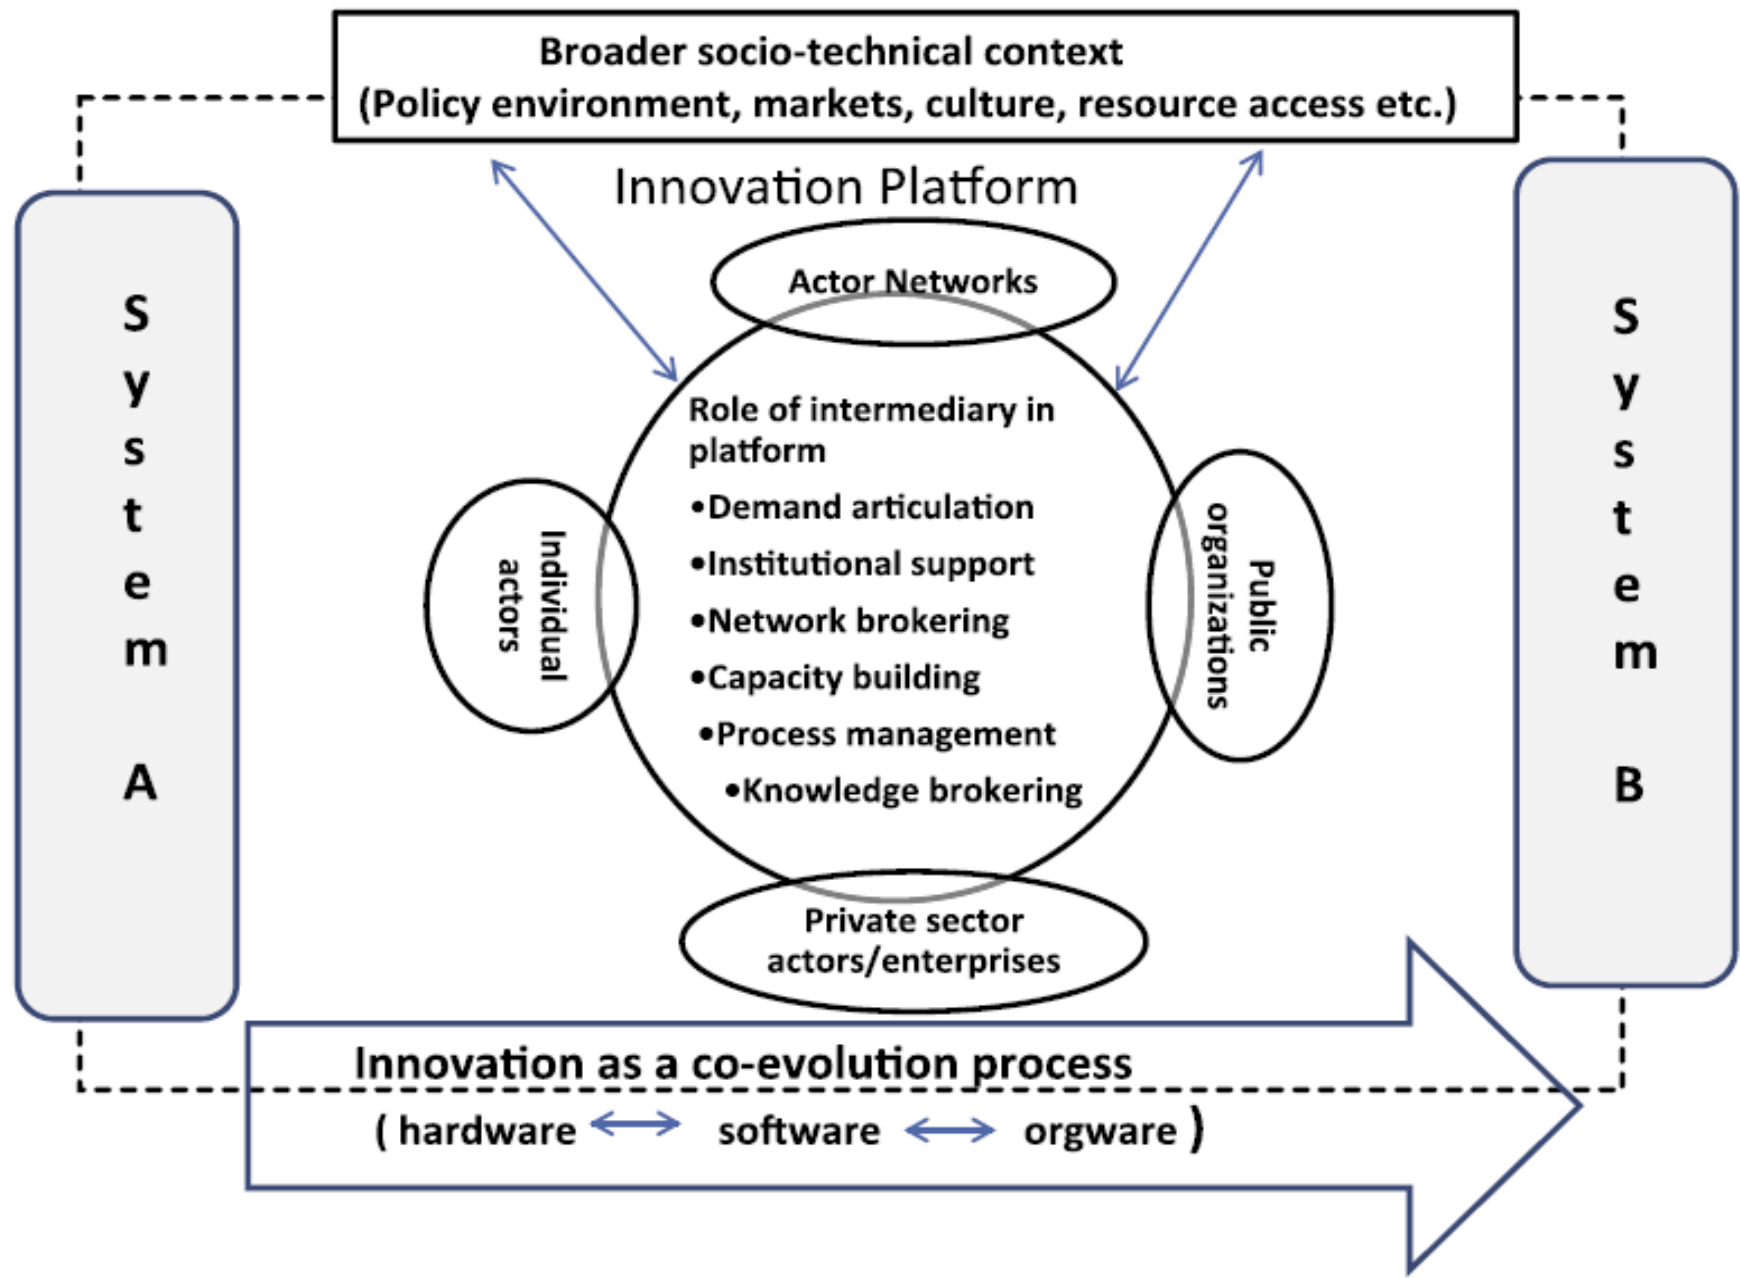 Broader socio-technical context
(Policy environment, markets, culture, resource access etc.)
Innovation Platform
System A
Actor Networks
Role of intermediary in
platform
•Demand articulation
•Institutional support
•Network brokering
•Capacity building
•Process management
•Knowledge brokering
Individual
actors
Public
organizations
Private sector
actors/enterprises
System B
Innovation as a co-evolution process
( hardware software orgware )